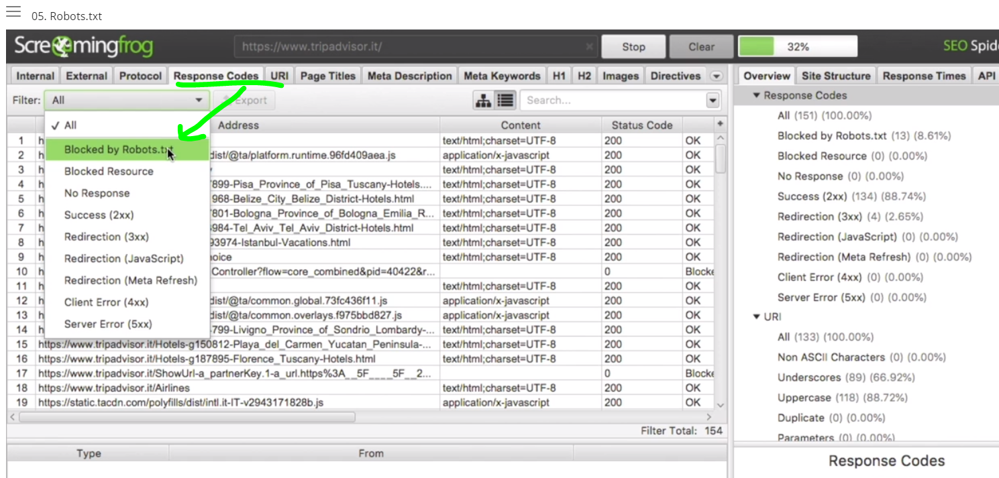 05. Robots.txt
Screamingfrog
https://www.tripadvisor.it/
Stop
Clear
32%
SEO Spid
Internal External Protocol Response Codes URI Page Titles Meta Description Meta Keywords H1 H2 Images Directives
Overview Site Structure Response Times API
Filter: All
Export
Search...
All
Blocked by Robots.txt
Blocked Resource
No Response
Success (2xx)
Redirection (3xx)
Redirection (JavaScript)
Redirection (Meta Refresh)
Client Error (4xx)
Server Error (5xx)
Address Content Status Code
1 h text/html;charset=UTF-8 200 OK
2 h dist/@ta/platform.runtime.96fd409aea.js application/x-javascript 200 OK
3 h text/html;charset=UTF-8 200 OK
4 h 7899-Pisa_Province_of_Pisa_Tuscany-Hotels.... text/html;charset=UTF-8 200 OK
5 h 968-Belize_City_Belize_District-Hotels.html text/html;charset=UTF-8 200 OK
6 h 7801-Bologna_Province_of_Bologna_Emilia_R... text/html;charset=UTF-8 200 OK
7 h 984-Tel_Aviv_Tel_Aviv_District-Hotels.html text/html;charset=UTF-8 200 OK
8 h 93974-Istanbul-Vacations.html text/html;charset=UTF-8 200 OK
9 h oice text/html;charset=UTF-8 200 OK
10 h Controller?flow=core_combined&pid=40422&r... 0 Blocke
11 h text/html;charset=UTF-8 200 OK
12 h dist/@ta/common.global.73fc436f11.js application/x-javascript 200 OK
13 h dist/@ta/common.overlays.f975bbd827.js application/x-javascript 200 OK
14 h 799-Livigno_Province_of_Sondrio_Lombardy-... text/html;charset=UTF-8 200 OK
15 https://www.tripadvisor.it/Hotels-g150812-Playa_del_Carmen_Yucatan_Peninsula-... text/html;charset=UTF-8 200 OK
16 https://www.tripadvisor.it/Hotels-g187895-Florence_Tuscany-Hotels.html text/html;charset=UTF-8 200 OK
17 https://www.tripadvisor.it/ShowUrl-a_partnerKey.1-a_url.https%3A__5F____5F__2... 0 Blocke
18 https://www.tripadvisor.it/Airlines text/html;charset=UTF-8 200 OK
19 https://static.tacdn.com/polyfills/dist/intl.it-IT-v2943171828b.js application/x-javascript 200 OK
Filter Total: 154
Type From
Response Codes
All (151) (100.00%)
Blocked by Robots.txt (13) (8.61%)
Blocked Resource (0) (0.00%)
No Response (0) (0.00%)
Success (2xx) (134) (88.74%)
Redirection (3xx) (4) (2.65%)
Redirection (JavaScript) (0) (0.00%)
Redirection (Meta Refresh) (0) (0.00%)
Client Error (4xx) (0) (0.00%)
Server Error (5xx) (0) (0.00%)
URI
All (133) (100.00%)
Non ASCII Characters (0) (0.00%)
Underscores (89) (66.92%)
Uppercase (118) (88.72%)
Duplicate (0) (0.00%)
Parameters (0) (0.00%)
Response Codes